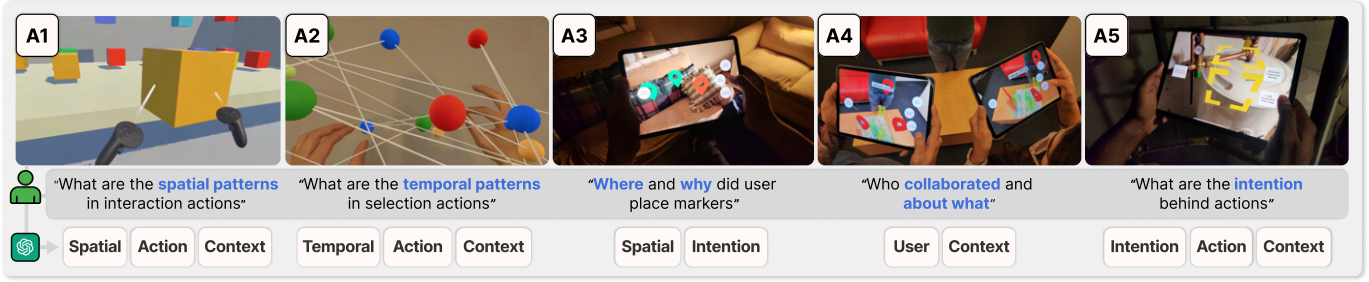 A1
A2
A3
A4
A5
“What are the spatial patterns
in interaction actions”
“What are the temporal patterns
in selection actions”
“Where and why did user
place markers”
“Who collaborated and
about what”
“What are the intention
behind actions”
Spatial Action Context
Temporal Action Context
Spatial Intention
User Context
Intention Action Context